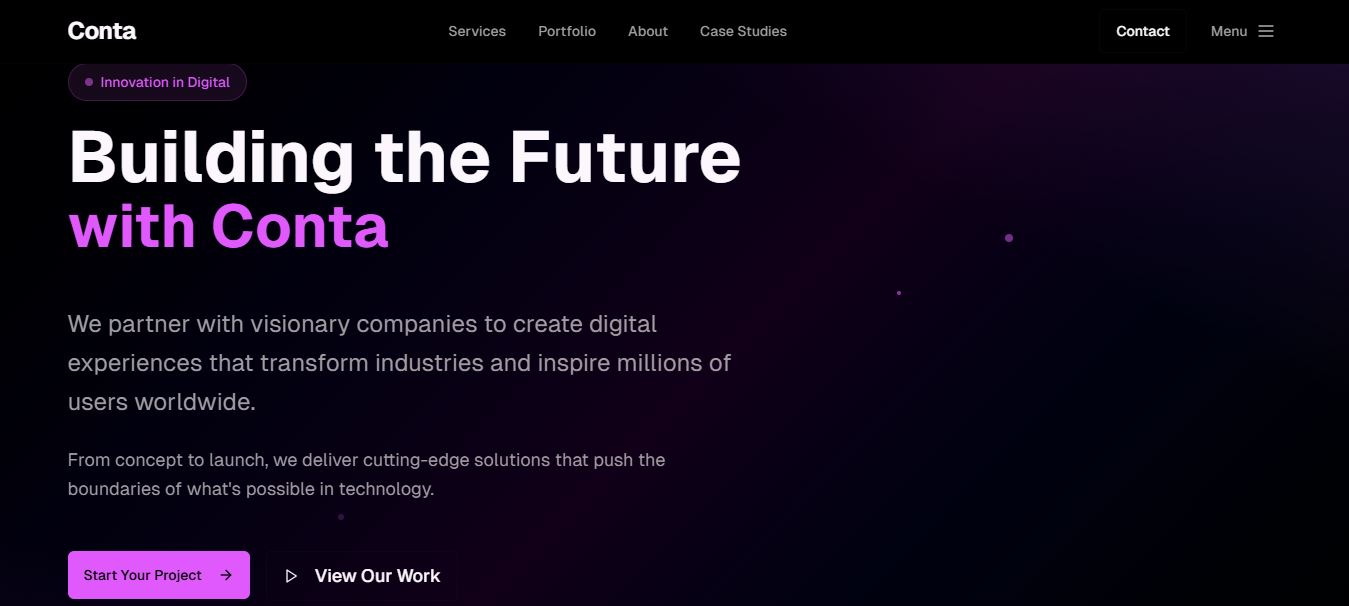 Conta
Services
Portfolio
About
Case Studies
Contact
Menu
Innovation in Digital
Building the Future
with Conta
We partner with visionary companies to create digital
experiences that transform industries and inspire millions of
users worldwide.
From concept to launch, we deliver cutting-edge solutions that push the
boundaries of what's possible in technology.
Start Your Project
View Our Work